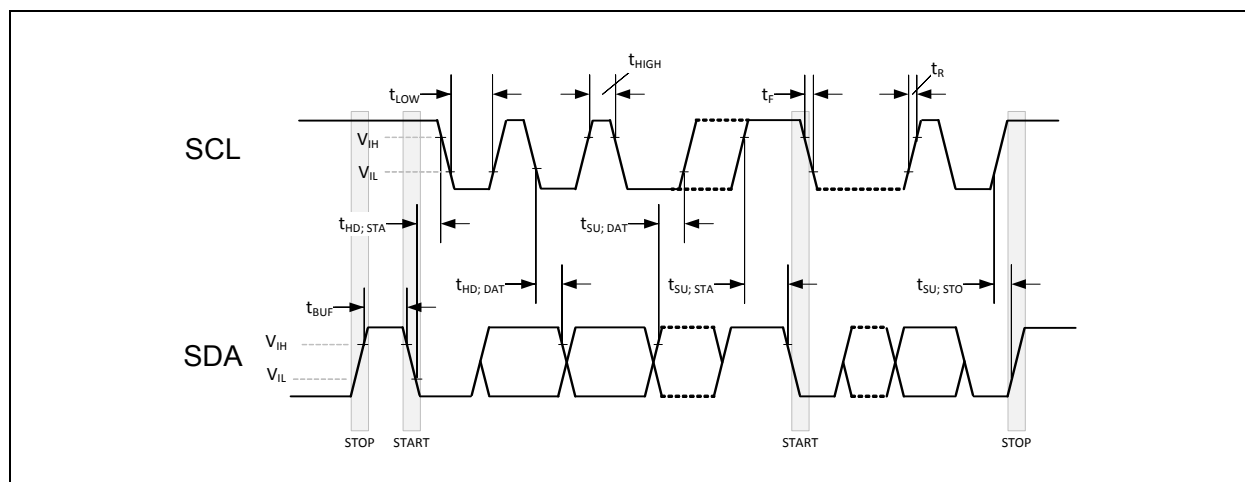 tHIGH
tLOW
tF
tR
SCL
VIH
VIL
tHD; STA
tSU; DAT
tHD; DAT
tSU; STA
tSU; STO
tBUF
SDA
VIH
VIL
STOP
START
START
STOP